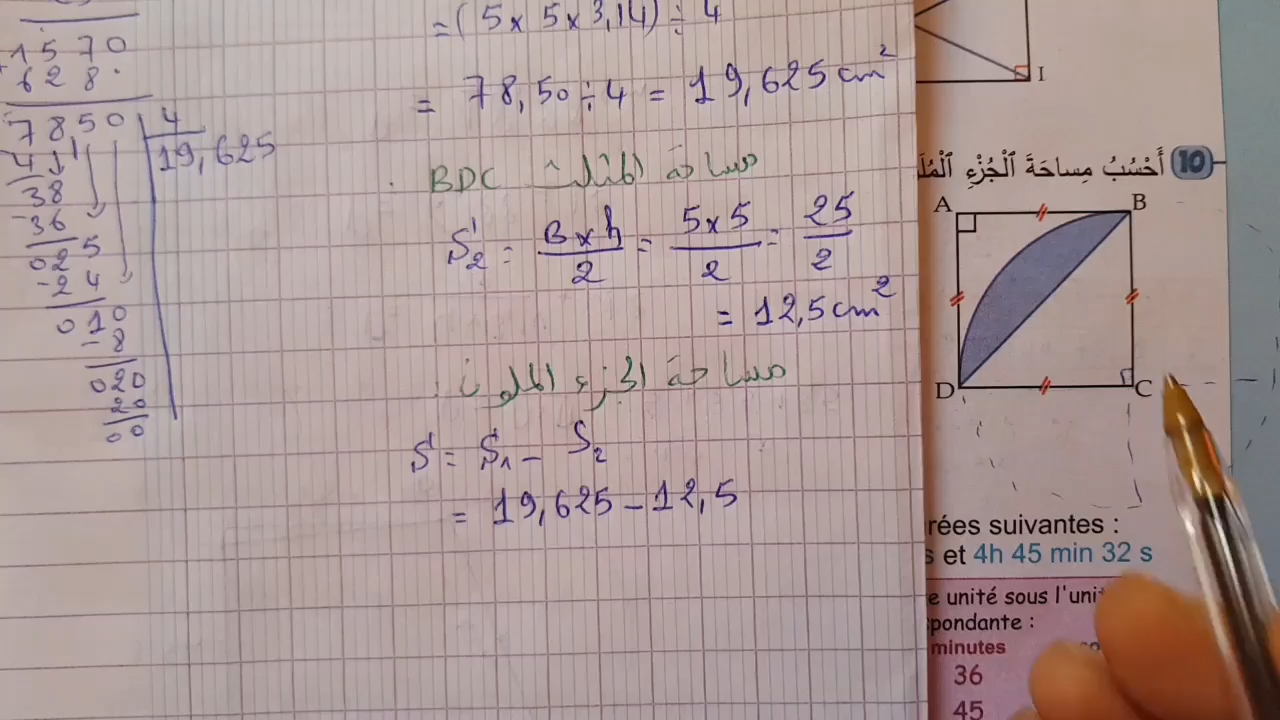 = (5 x 5 x 3,14) ÷ 4
= 78,50 ÷ 4 = 19,625 cm²
مساحة المثلث BDC
S2 = B x h / 2 = 5 x 5 / 2 = 25 / 2
= 12,5 cm²
مساحة الجزء الملون :
S = S1 - S2
= 19,625 - 12,5
1570
+ 628·
7850 | 4
19,625
4
38
-36
025
-24
010
-8
020
20
00
I
10 أَحْسُبُ مِساحَةَ ٱلْجُزْءِ
A
B
D
C
rées suivantes :
s et 4h 45 min 32 s
e unité sous l'unit
pondante :
minutes
36
45